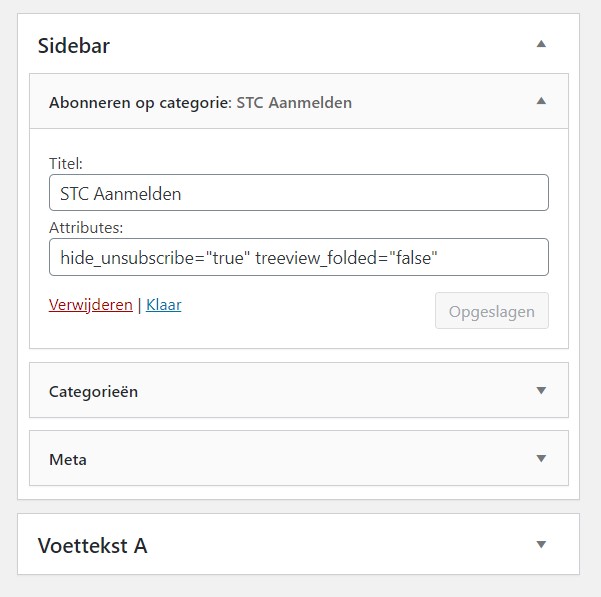 Sidebar
Abonneren op categorie: STC Aanmelden
Titel:
STC Aanmelden
Attributes:
hide_unsubscribe="true" treeview_folded="false"
Verwijderen | Klaar
Opgeslagen
Categorieën
Meta
Voettekst A